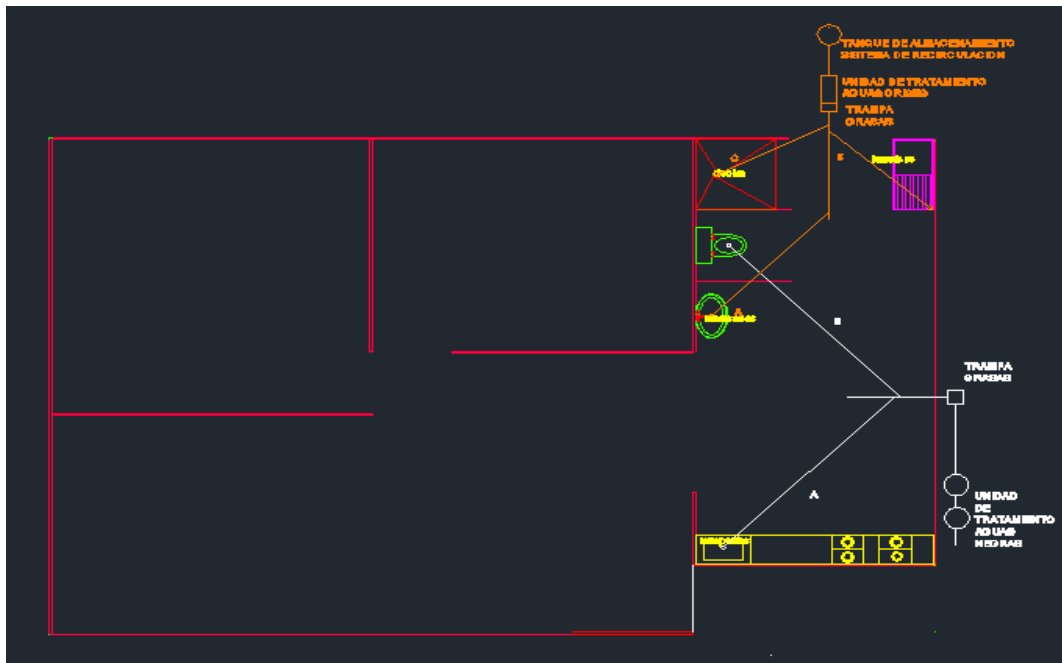 TANQUE DE ALMACENAMIENTO
SISTEMA DE RECIRCULACION
UNIDAD DE TRATAMIENTO
AGUAS GRISES
TRAMPA
GRASAS
C
ducha
B
A
B
TRAMPA
GRASAS
A
UNIDAD
DE
TRATAMIENTO
AGUAS
NEGRAS